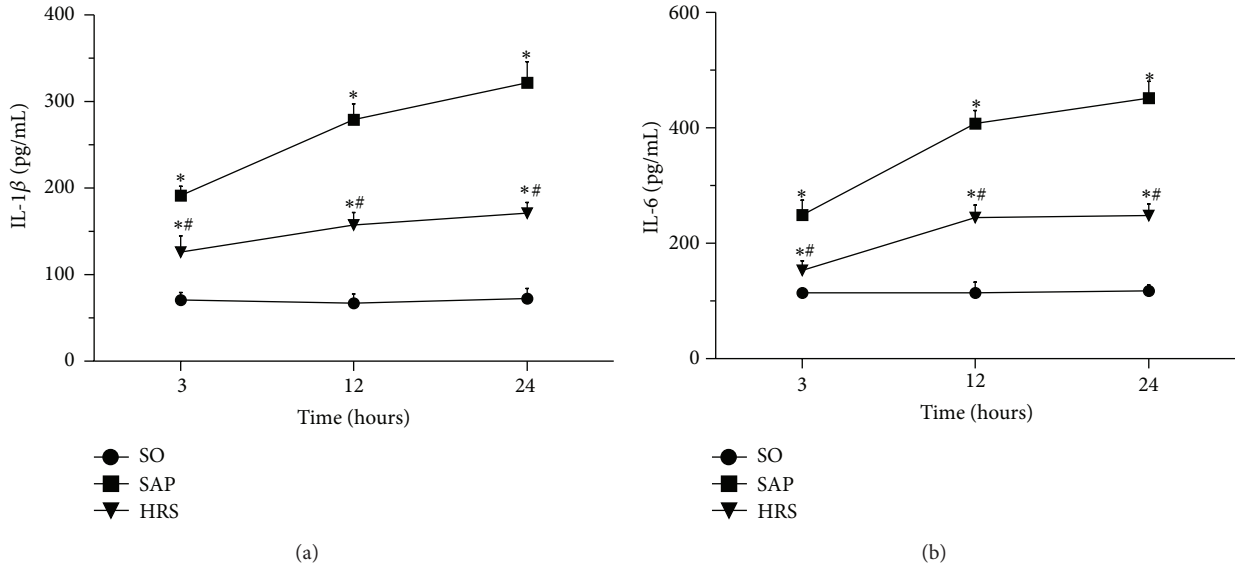 400
300
200
100
0
IL-1β (pg/mL)
*
*
*
*#
*#
*#
3
12
24
Time (hours)
SO
SAP
HRS
(a)
600
400
200
0
IL-6 (pg/mL)
*
*
*
*#
*#
*#
3
12
24
Time (hours)
SO
SAP
HRS
(b)